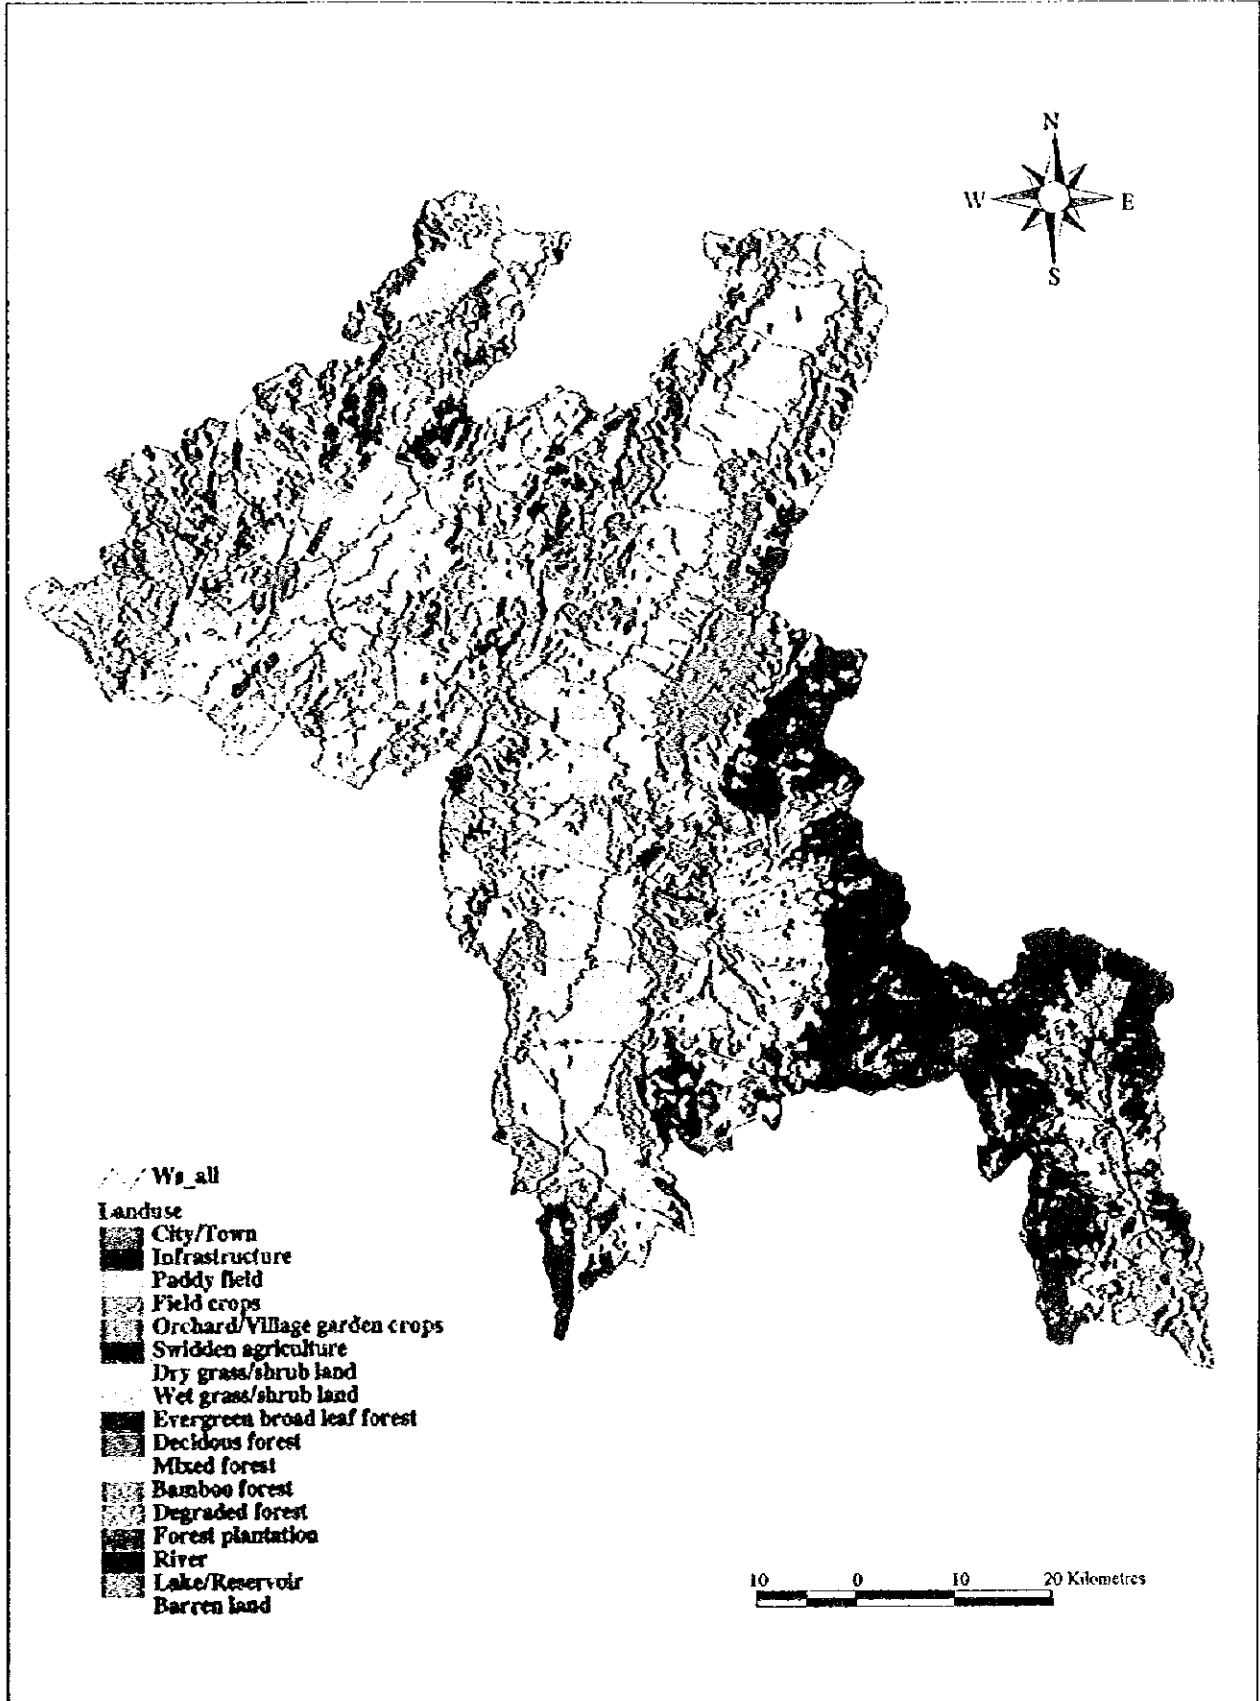 N
W E
S
Ws_all
Landuse
City/Town
Infrastructure
Paddy field
Field crops
Orchard/Village garden crops
Swidden agriculture
Dry grass/shrub land
Wet grass/shrub land
Evergreen broad leaf forest
Decidous forest
Mixed forest
Bamboo forest
Degraded forest
Forest plantation
River
Lake/Reservoir
Barren land
10 0 10 20 Kilometres